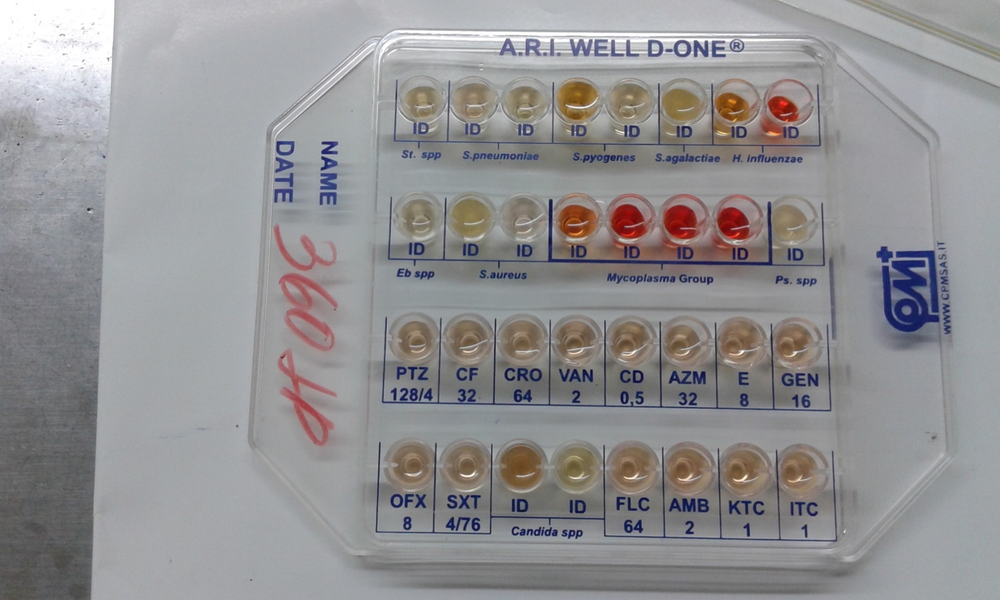 A.R.I. WELL D-ONE®
ID ID ID ID ID ID ID ID
St. spp S.pneumoniae S.pyogenes S.agalactiae H. influenzae
ID ID ID ID ID ID ID ID
Eb spp S.aureus Mycoplasma Group Ps. spp
PTZ CF CRO VAN CD AZM E GEN
128/4 32 64 2 0,5 32 8 16
OFX SXT ID ID FLC AMB KTC ITC
8 4/76 Candida spp 64 2 1 1
NAME
DATE
WWW.CPMSAS.IT